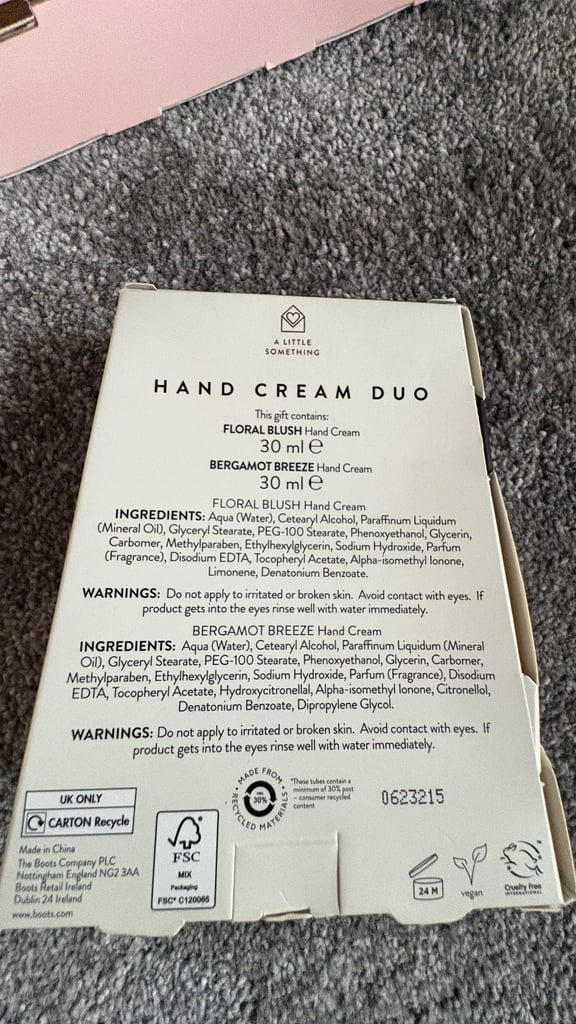 A LITTLE
SOMETHING
HAND CREAM DUO
This gift contains:
FLORAL BLUSH Hand Cream
30 ml ℮
BERGAMOT BREEZE Hand Cream
30 ml ℮
FLORAL BLUSH Hand Cream
INGREDIENTS: Aqua (Water), Cetearyl Alcohol, Paraffinum Liquidum
(Mineral Oil), Glyceryl Stearate, PEG-100 Stearate, Phenoxyethanol, Glycerin,
Carbomer, Methylparaben, Ethylhexylglycerin, Sodium Hydroxide, Parfum
(Fragrance), Disodium EDTA, Tocopheryl Acetate, Alpha-isomethyl Ionone,
Limonene, Denatonium Benzoate.
WARNINGS: Do not apply to irritated or broken skin. Avoid contact with eyes. If
product gets into the eyes rinse well with water immediately.
BERGAMOT BREEZE Hand Cream
INGREDIENTS: Aqua (Water), Cetearyl Alcohol, Paraffinum Liquidum (Mineral
Oil), Glyceryl Stearate, PEG-100 Stearate, Phenoxyethanol, Glycerin, Carbomer,
Methylparaben, Ethylhexylglycerin, Sodium Hydroxide, Parfum (Fragrance), Disodium
EDTA, Tocopheryl Acetate, Hydroxycitronellal, Alpha-isomethyl Ionone, Citronellol,
Denatonium Benzoate, Dipropylene Glycol.
WARNINGS: Do not apply to irritated or broken skin. Avoid contact with eyes. If
product gets into the eyes rinse well with water immediately.
UK ONLY
CARTON Recycle
Made in China
The Boots Company PLC
Nottingham England NG2 3AA
Boots Retail Ireland
Dublin 24 Ireland
www.boots.com
FSC
MIX
Packaging
FSC® C120065
MADE FROM
RECYCLED MATERIALS
30%
*These tubes contain a
minimum of 30% post
- consumer recycled
content
0623215
24 M
vegan
Cruelty Free
INTERNATIONAL